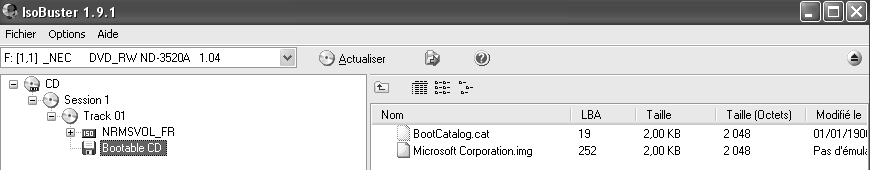 IsoBuster 1.9.1
Fichier Options Aide
F: [1,1] _NEC DVD_RW ND-3520A 1.04 Actualiser
CD
Session 1
Track 01
ISO NRMSVOL_FR
Bootable CD
Nom LBA Taille Taille (Octets) Modifié le
BootCatalog.cat 19 2,00 KB 2 048 01/01/190
Microsoft Corporation.img 252 2,00 KB 2 048 Pas d'émula